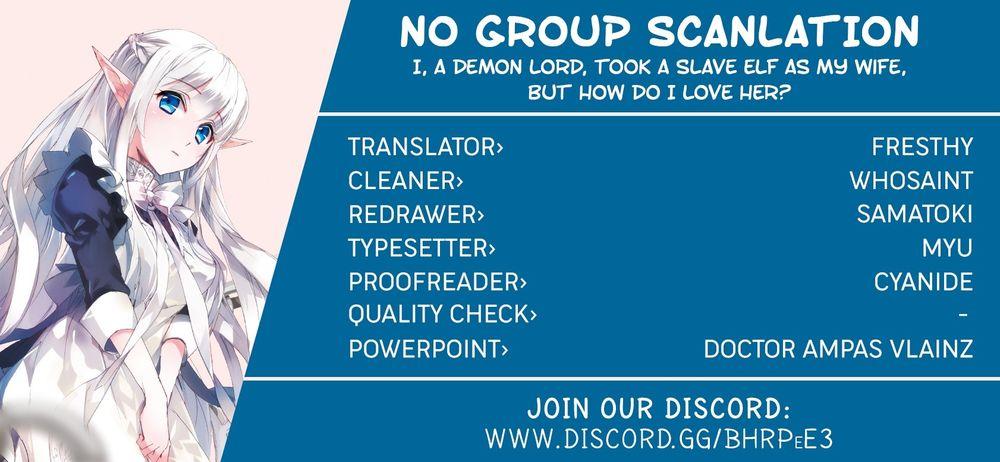 NO GROUP SCANLATION
I, A DEMON LORD, TOOK A SLAVE ELF AS MY WIFE,
BUT HOW DO I LOVE HER?
TRANSLATOR› FRESTHY
CLEANER› WHOSAINT
REDRAWER› SAMATOKI
TYPESETTER› MYU
PROOFREADER› CYANIDE
QUALITY CHECK› -
POWERPOINT› DOCTOR AMPAS VLAINZ
JOIN OUR DISCORD:
WWW.DISCORD.GG/BHRPEE3